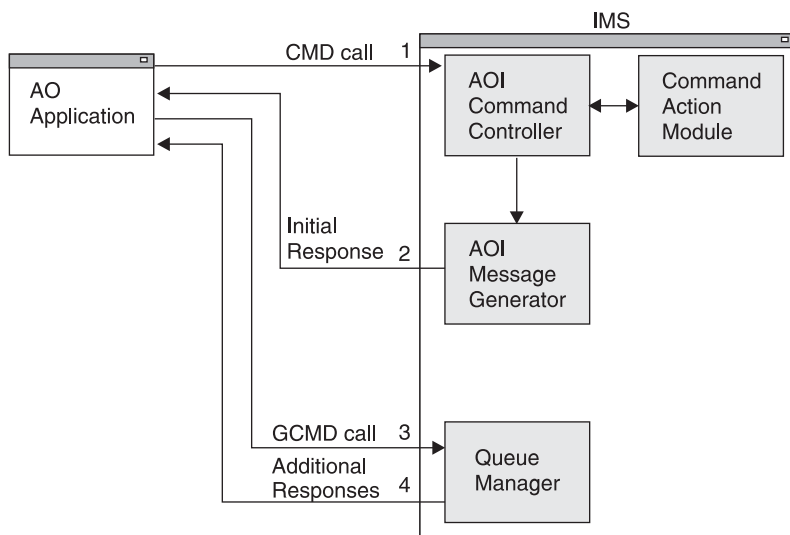 IMS
CMD call 1
AO
Application
AOI
Command
Controller
Command
Action
Module
Initial
Response 2
AOI
Message
Generator
GCMD call 3
Additional
Responses 4
Queue
Manager